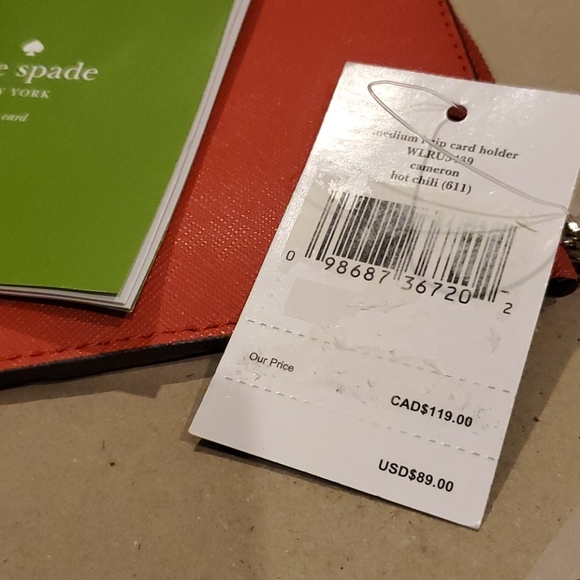 e spade
Y YORK
card
medium l-zip card holder
cameron
hot chili (611)
0 98687 36720 2
Our Price
CAD$119.00
USD$89.00